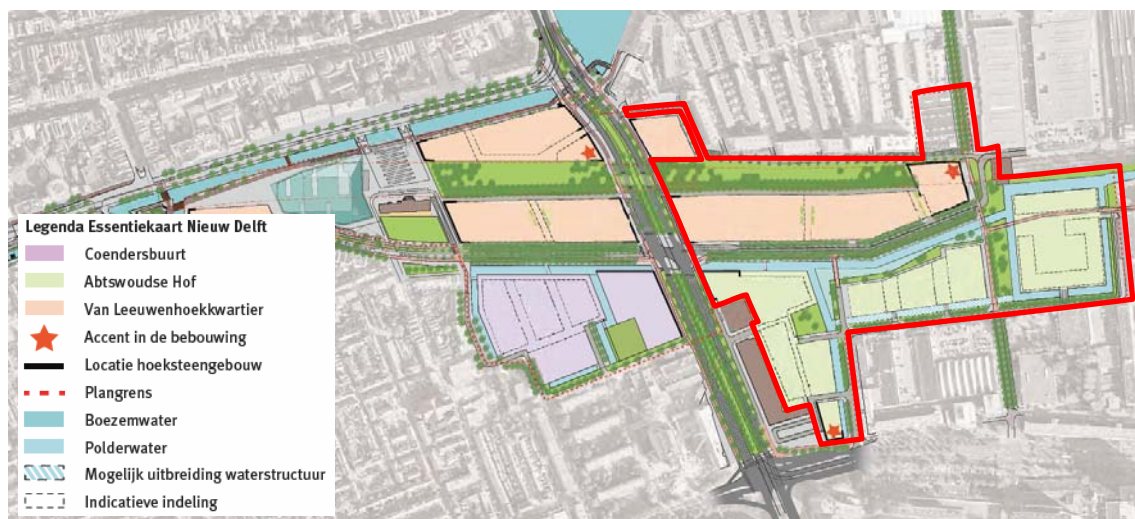 Legenda Essentiekaart Nieuw Delft
Coendersbuurt
Abtswoudse Hof
Van Leeuwenhoekkwartier
Accent in de bebouwing
Locatie hoeksteengebouw
Plangrens
Boezemwater
Polderwater
Mogelijk uitbreiding waterstructuur
Indicatieve indeling